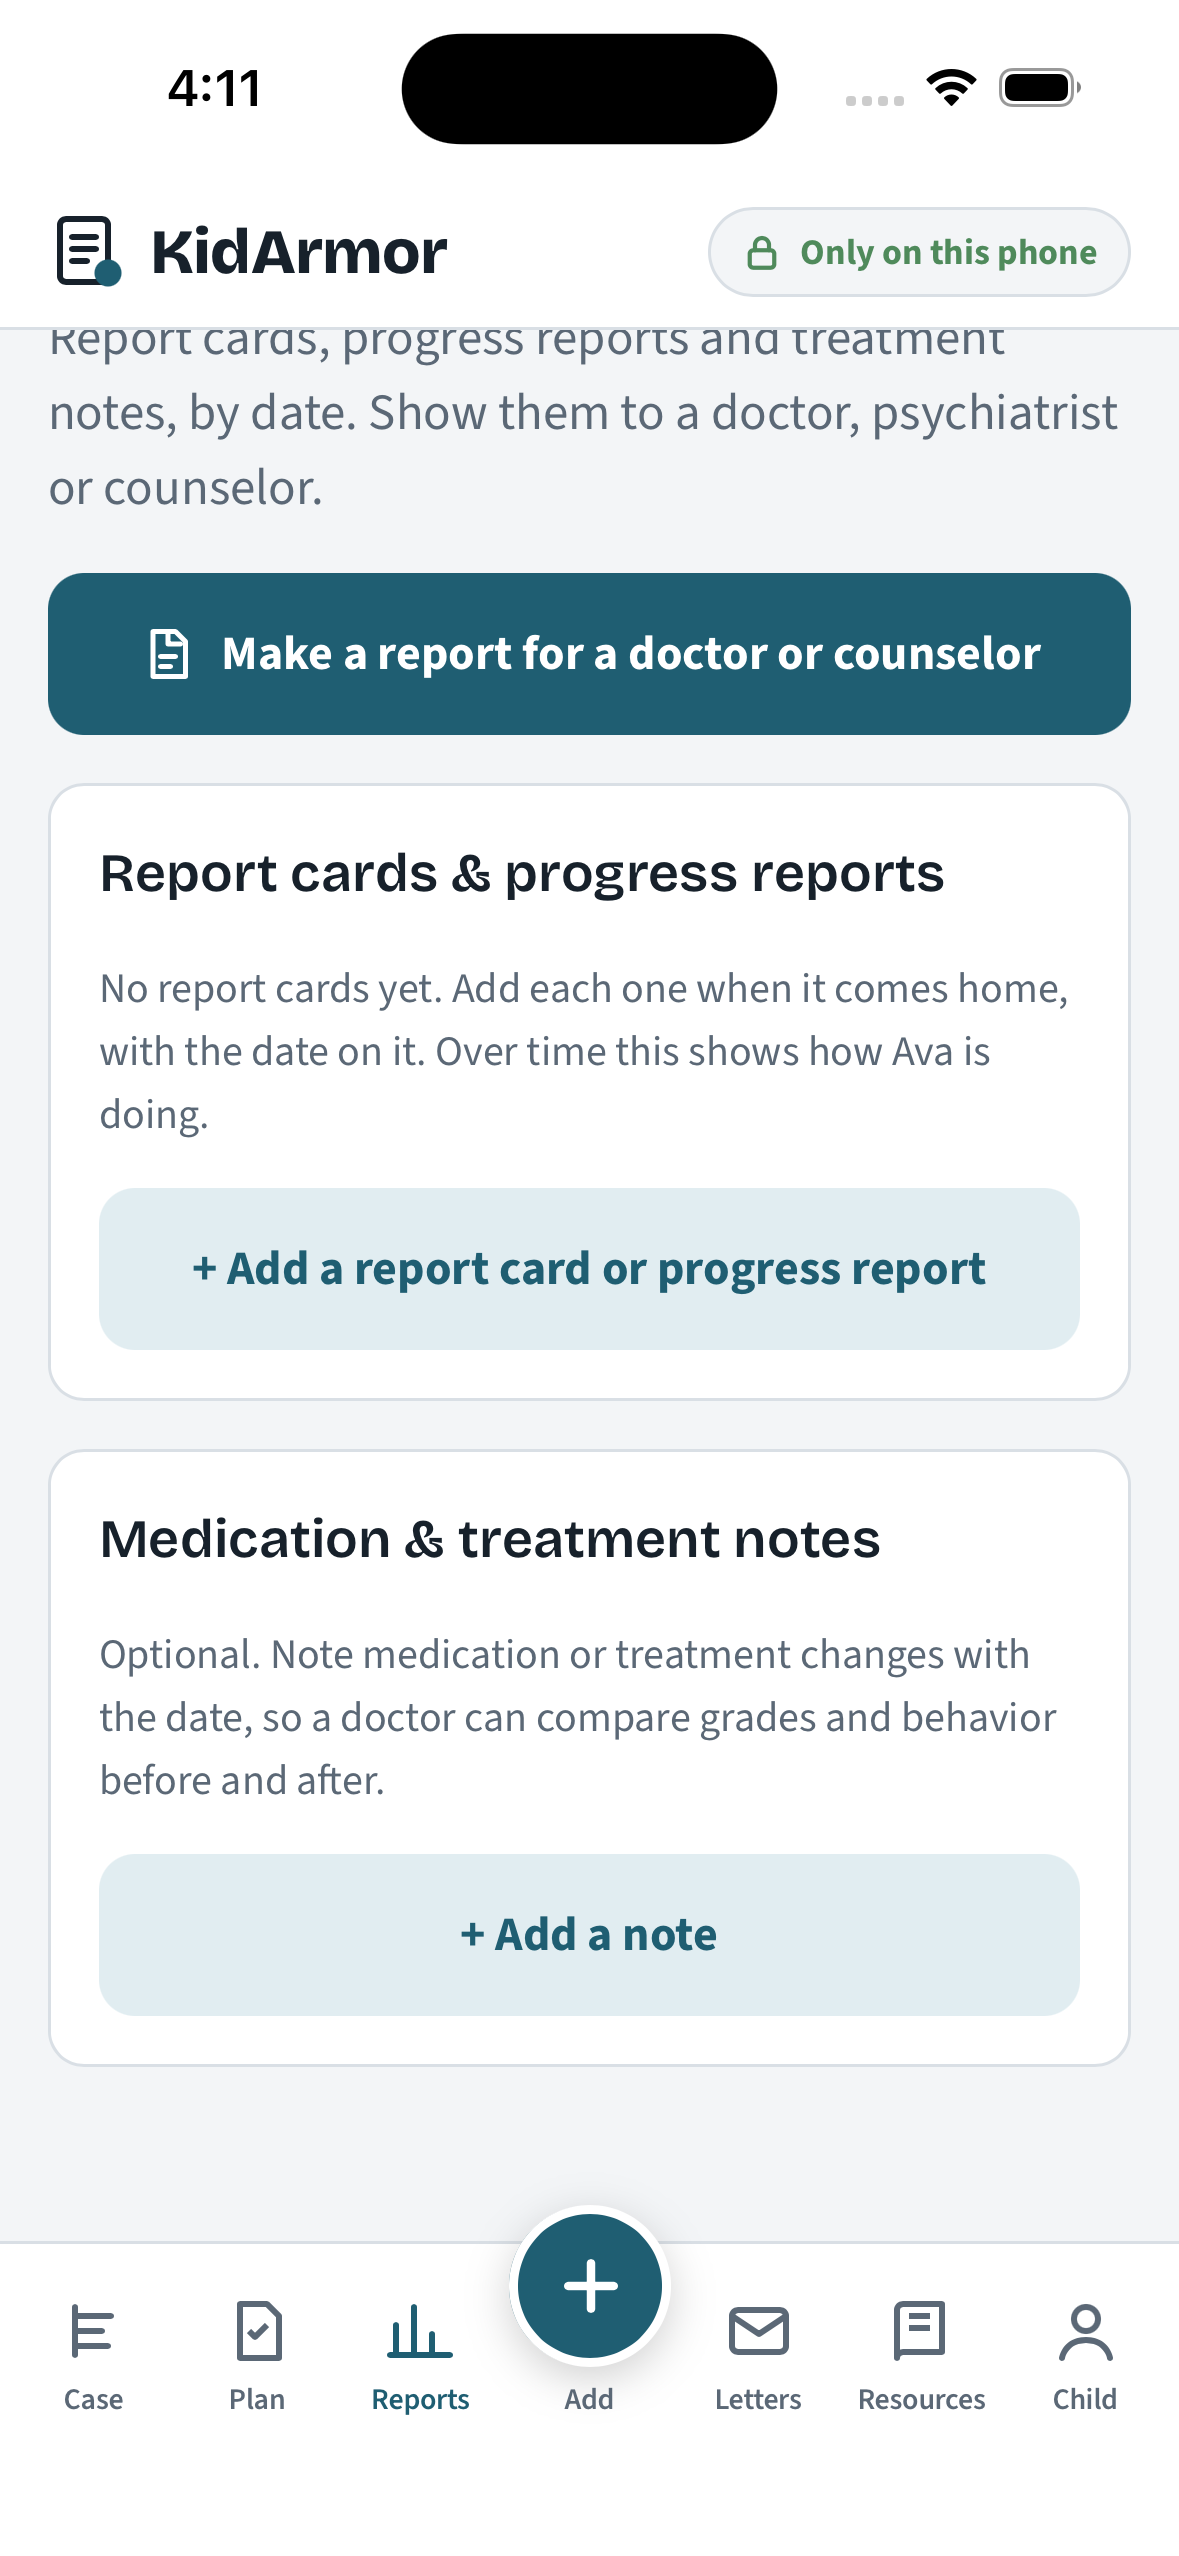 4:11
KidArmor
Only on this phone
Report cards, progress reports and treatment
notes, by date. Show them to a doctor, psychiatrist
or counselor.
Make a report for a doctor or counselor
Report cards & progress reports
No report cards yet. Add each one when it comes home,
with the date on it. Over time this shows how Ava is
doing.
+ Add a report card or progress report
Medication & treatment notes
Optional. Note medication or treatment changes with
the date, so a doctor can compare grades and behavior
before and after.
+ Add a note
Case
Plan
Reports
Add
Letters
Resources
Child